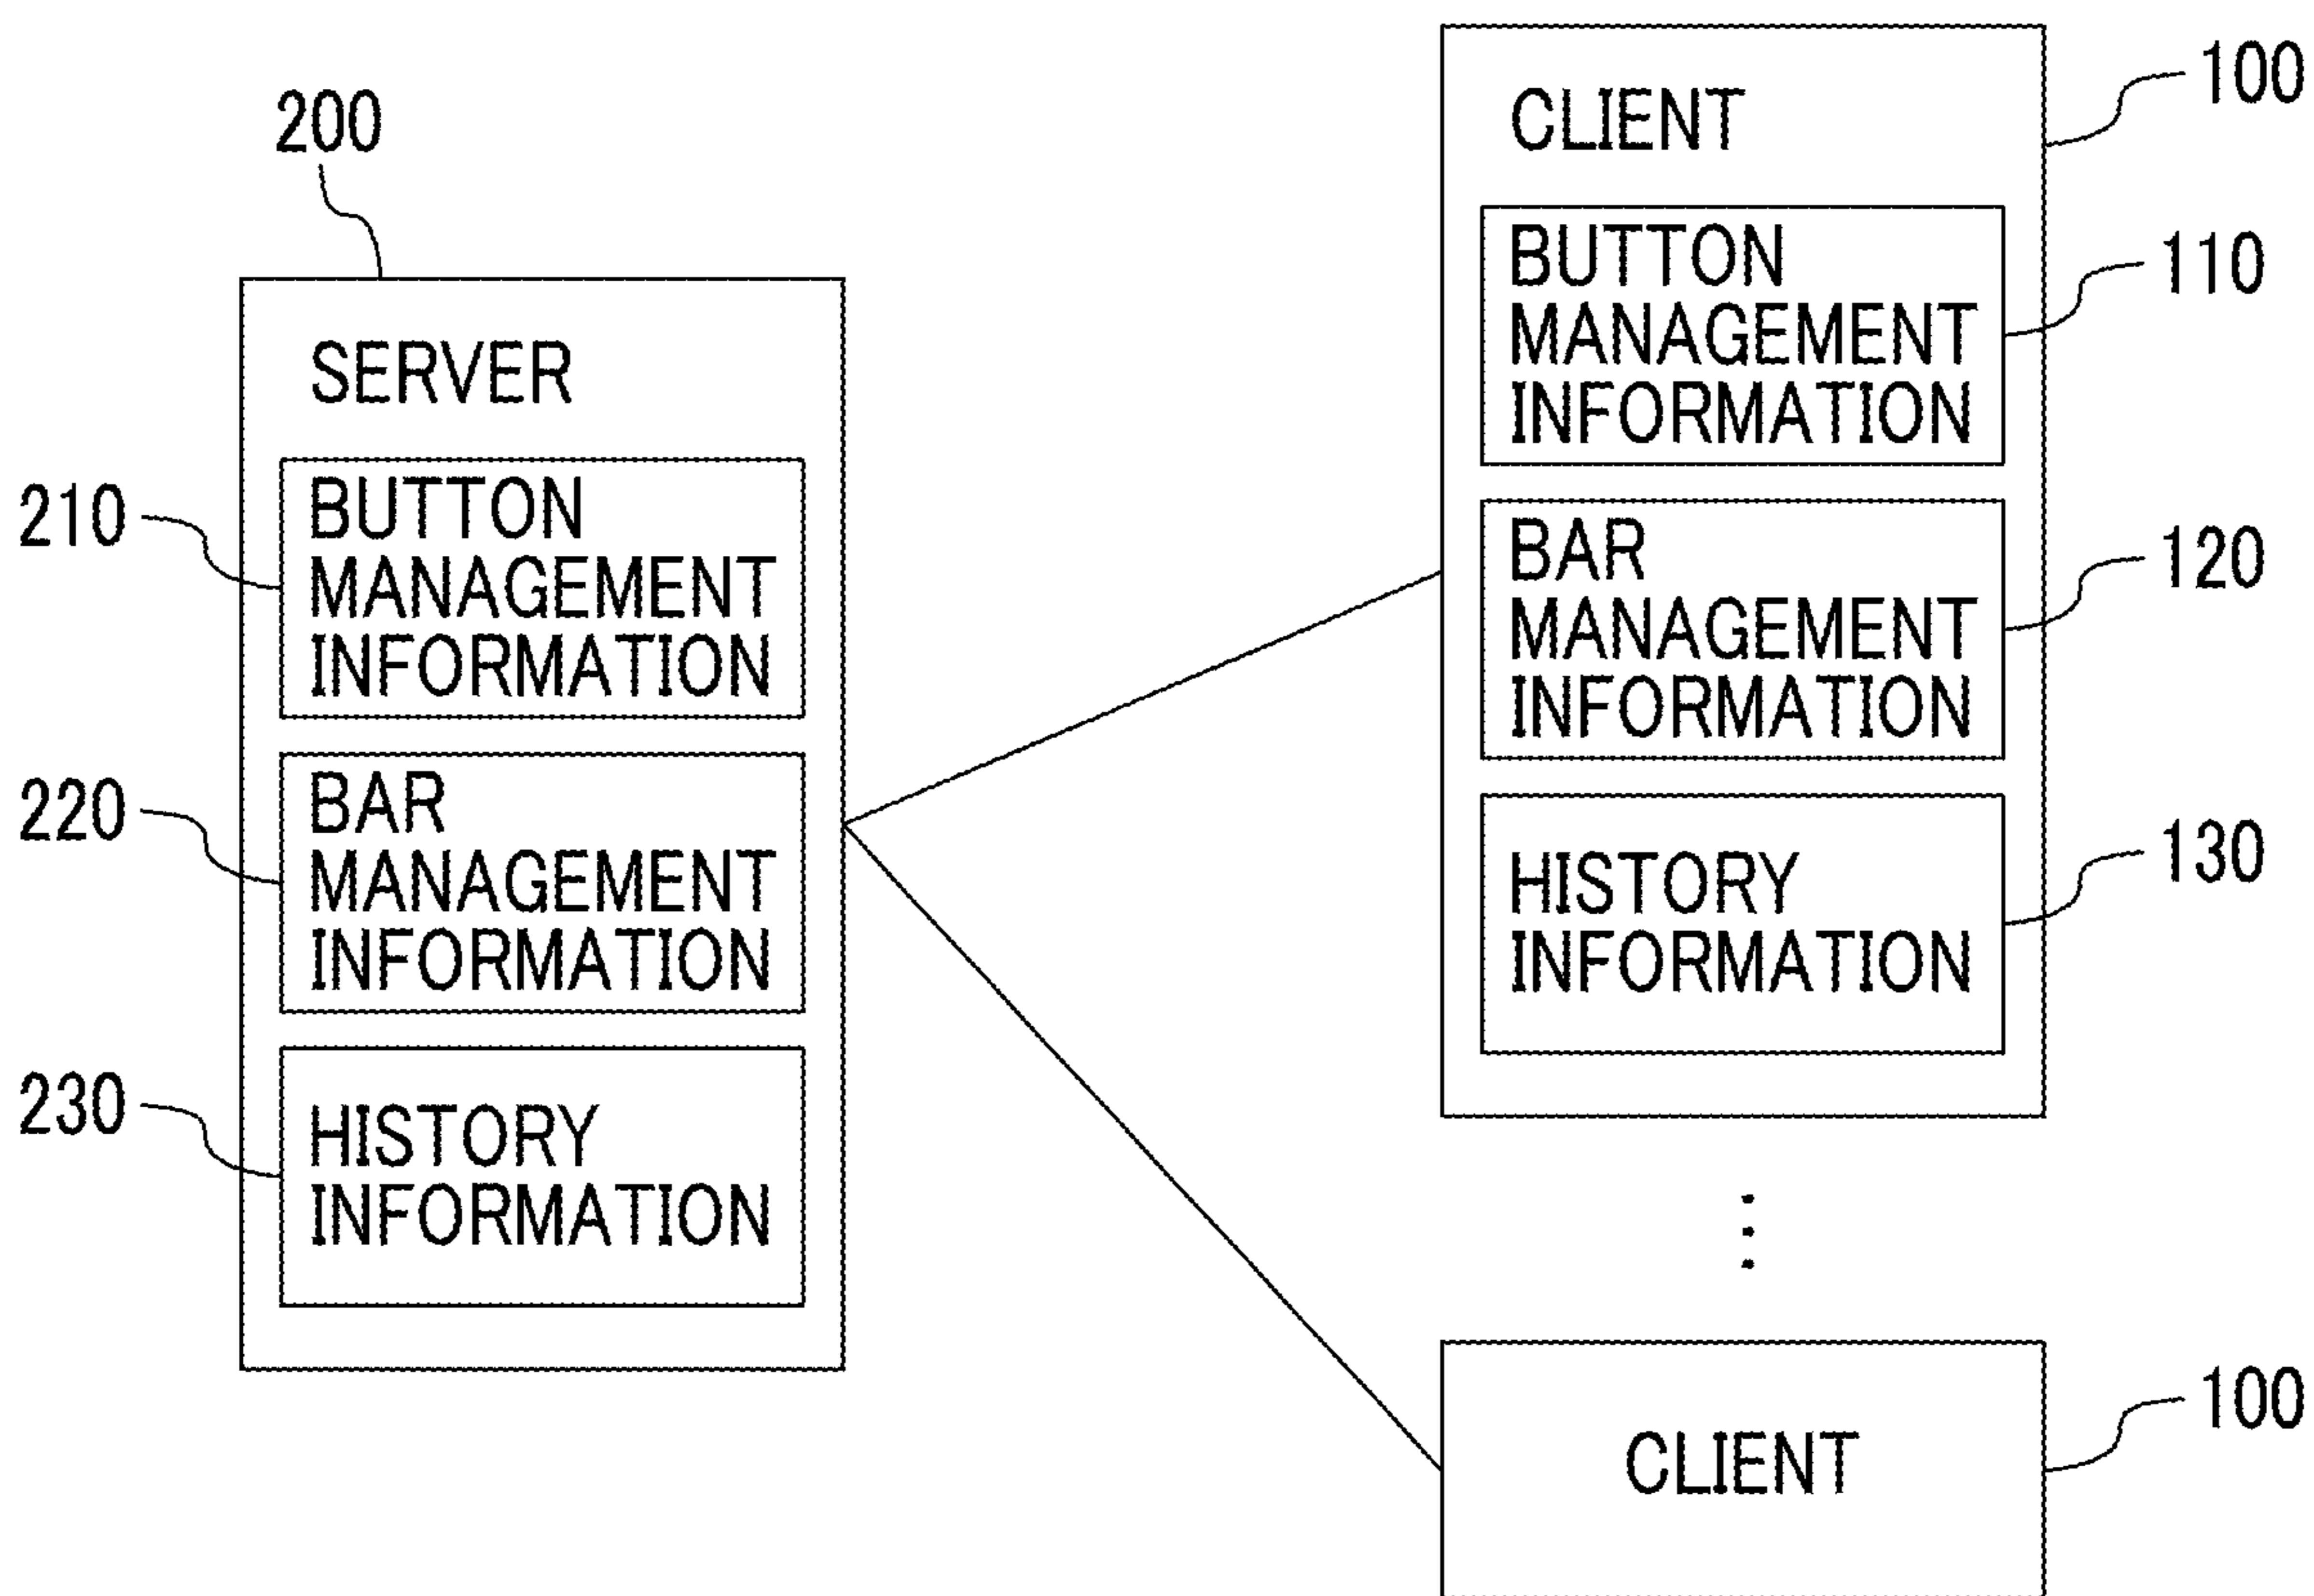 200
SERVER
210
BUTTON
MANAGEMENT
INFORMATION
220
BAR
MANAGEMENT
INFORMATION
230
HISTORY
INFORMATION
CLIENT
100
BUTTON
MANAGEMENT
INFORMATION
110
BAR
MANAGEMENT
INFORMATION
120
HISTORY
INFORMATION
130
CLIENT
100